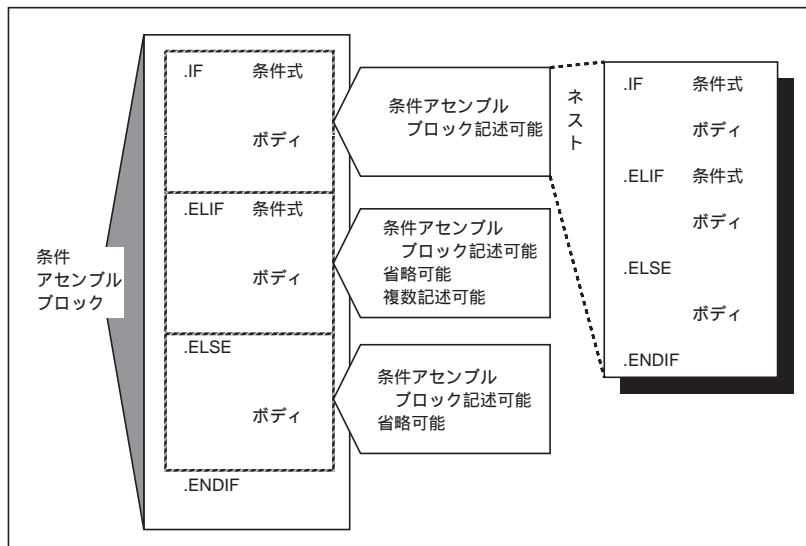 条件
アセンブル
ブロック
.IF 条件式
ボディ
.ELIF 条件式
ボディ
.ELSE
ボディ
.ENDIF
条件アセンブル
ブロック記述可能
条件アセンブル
ブロック記述可能
省略可能
複数記述可能
条件アセンブル
ブロック記述可能
省略可能
ネスト
.IF 条件式
ボディ
.ELIF 条件式
ボディ
.ELSE
ボディ
.ENDIF